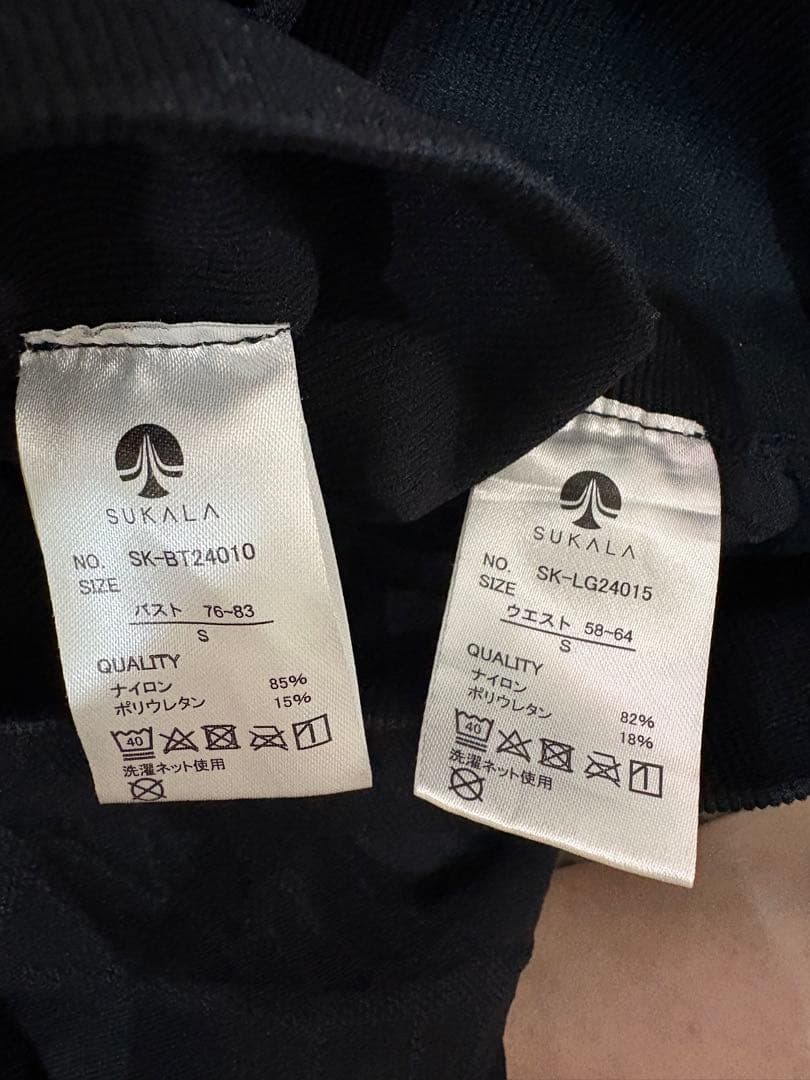 SUKALA
NO. SK-BT24010
SIZE
バスト 76-83
S
QUALITY
ナイロン 85%
ポリウレタン 15%
40
洗濯ネット使用
SUKALA
NO. SK-LG24015
SIZE
ウエスト 58-64
S
QUALITY
ナイロン 82%
ポリウレタン 18%
40
洗濯ネット使用